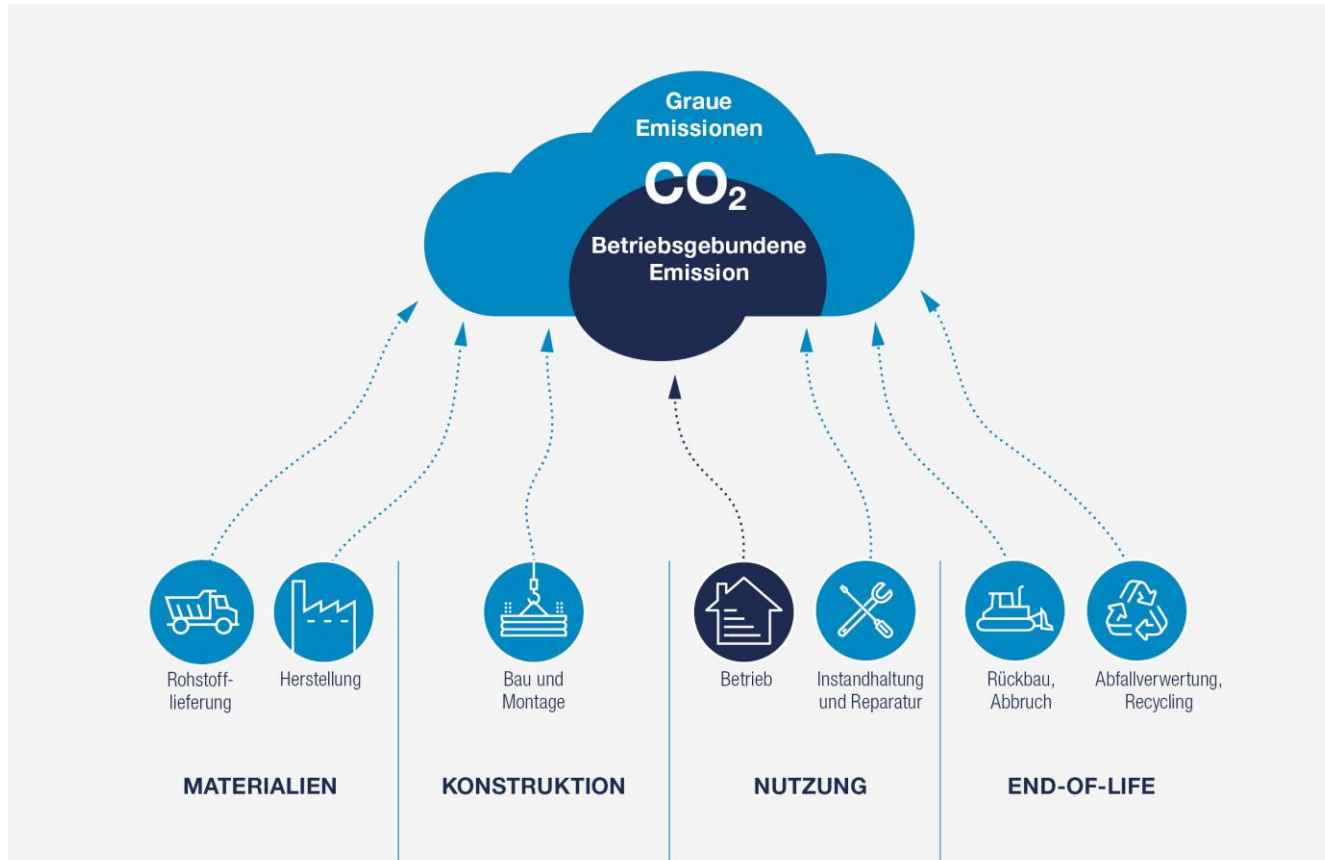 Graue
Emissionen
CO₂
Betriebsgebundene
Emission
Rohstoff-
lieferung
Herstellung
Bau und
Montage
Betrieb
Instandhaltung
und Reparatur
Rückbau,
Abbruch
Abfallverwertung,
Recycling
MATERIALIEN
KONSTRUKTION
NUTZUNG
END-OF-LIFE